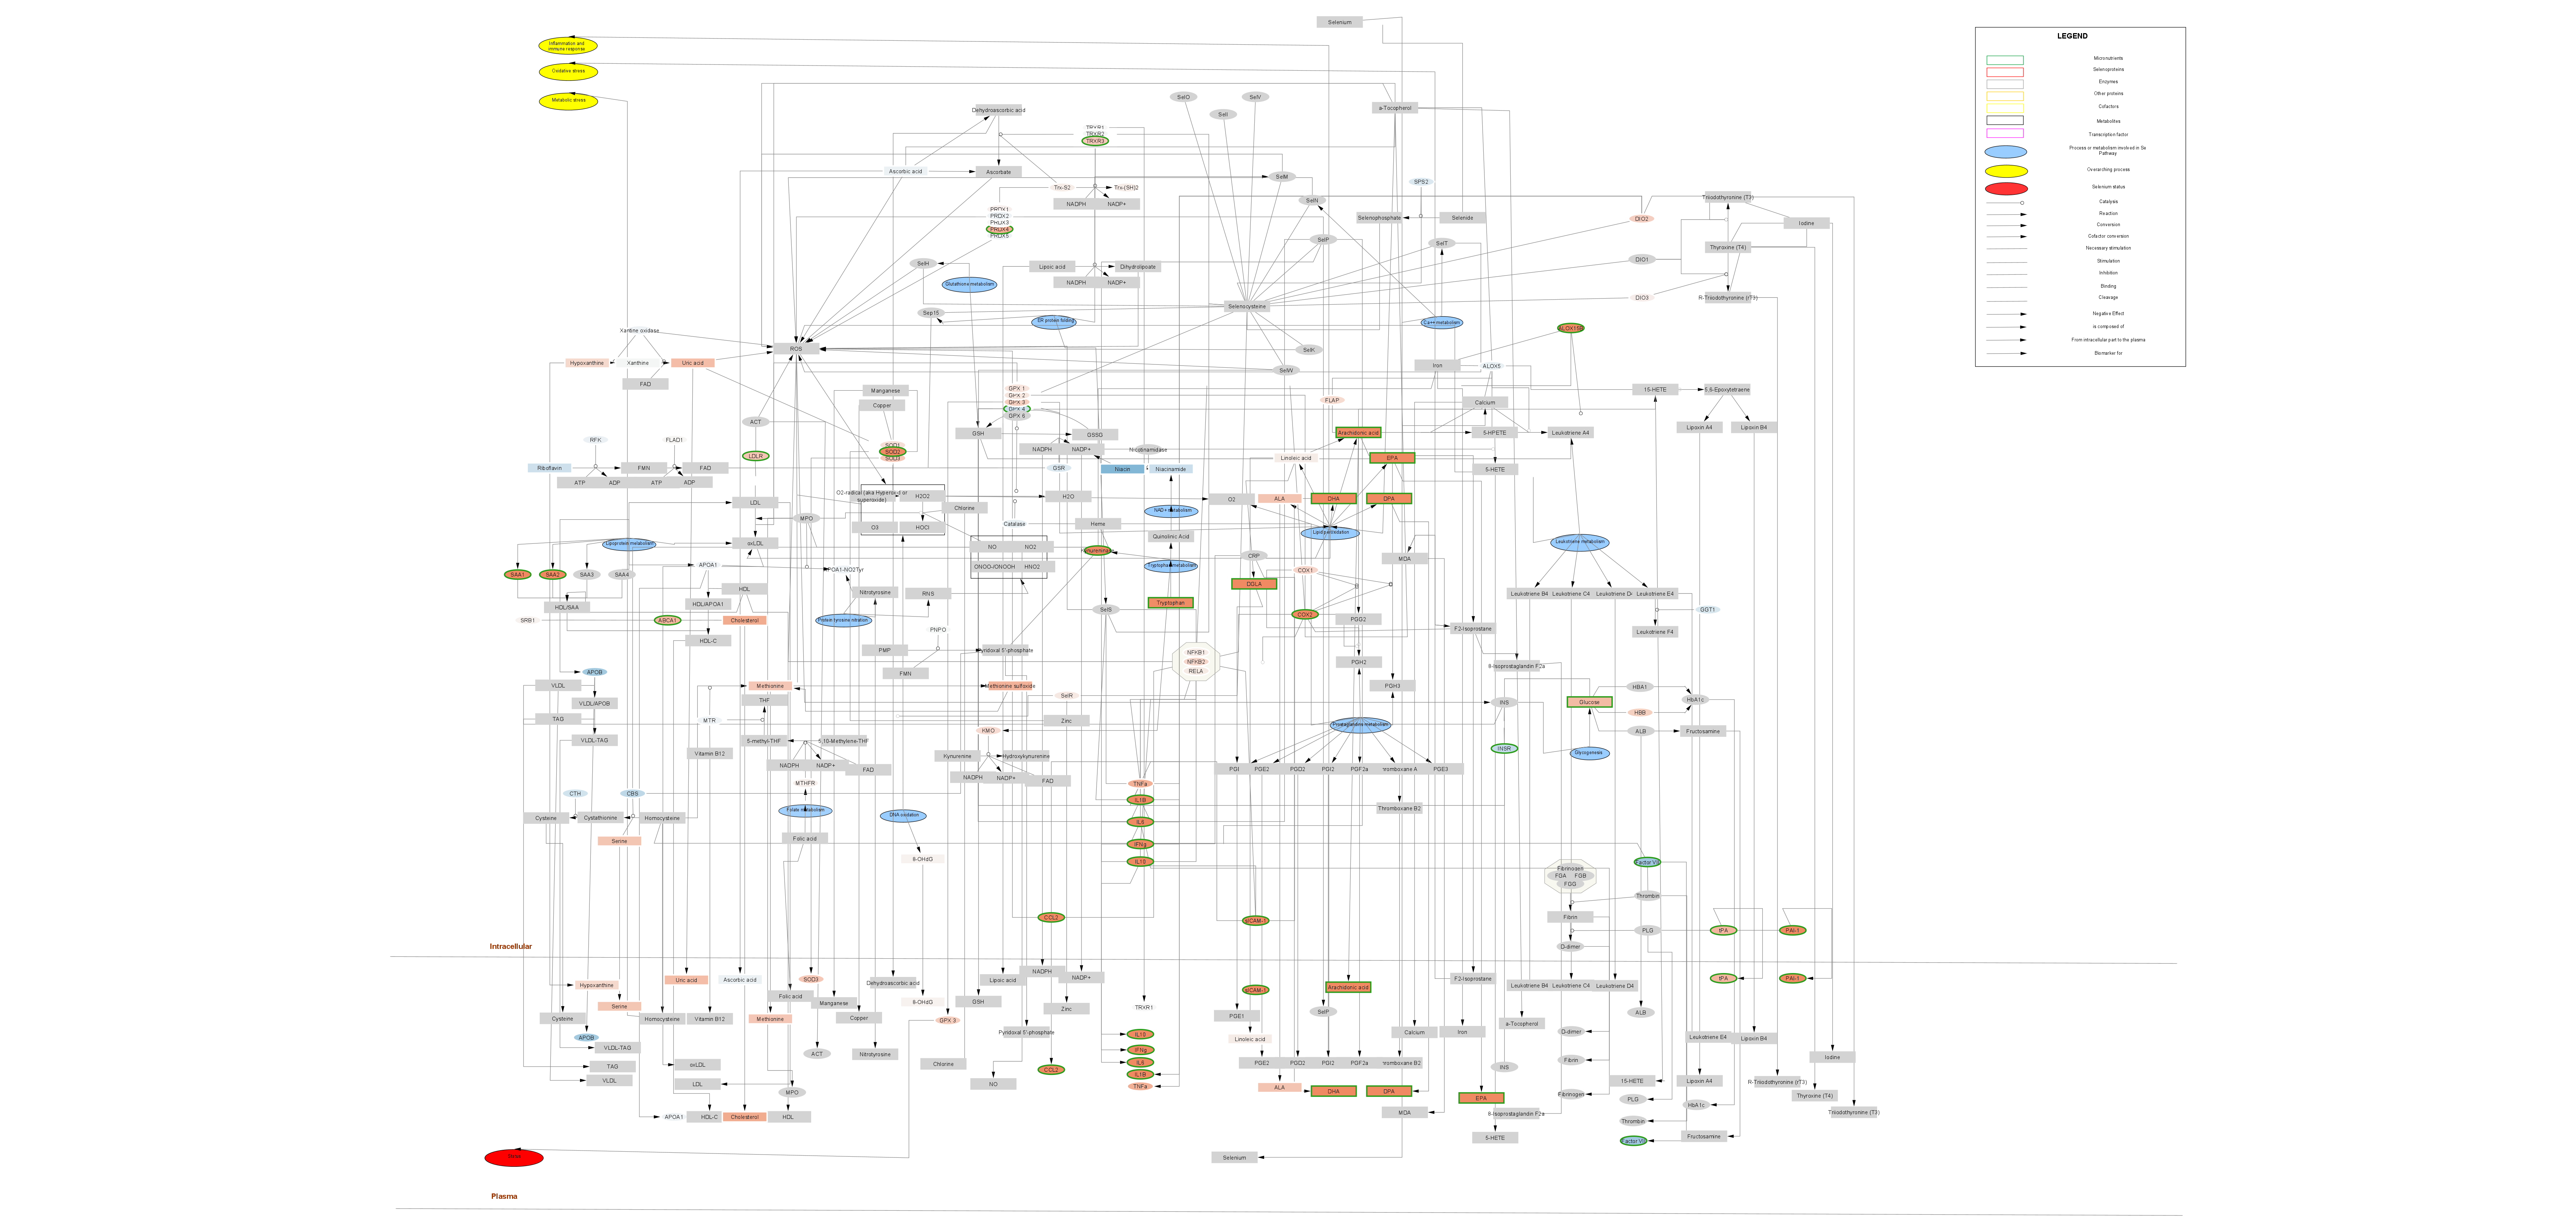 Selenium
LEGEND
Inflammation and
immune response
Oxidative stress
Metabolic stress
Micronutrients
Selenoproteins
Enzymes
Other proteins
Cofactors
Metabolites
Transcription factor
Process or metabolism involved in Se
Pathway
Overarching process
Selenium status
Catalysis
Reaction
Conversion
Cofactor conversion
Necessary stimulation
Stimulation
Inhibition
Binding
Cleavage
Negative Effect
is composed of
From intracellular part to the plasma
Biomarker for
SelO
SelV
SelI
a-Tocopherol
Dehydroascorbic acid
TRXR1
TRXR2
TRXR3
Ascorbic acid
Ascorbate
SelM
SPS2
Trx-S2
Trx-(SH)2
NADPH
NADP+
SelN
Triiodothyronine (T3)
PRDX1
PRDX2
PRDX3
PRDX4
PRDX5
Selenophosphate
Selenide
DIO2
Iodine
SelP
SelT
Thyroxine (T4)
SelH
Lipoic acid
Dihydrolipoate
DIO1
Glutathione metabolism
NADPH
NADP+
DIO3
R-Triiodothyronine (rT3)
Selenocysteine
Sep15
ER protein folding
Ca++ metabolism
ALOX15B
Xantine oxidase
ROS
SelK
Hypoxanthine
Xanthine
Uric acid
SelW
Iron
ALOX5
FAD
Manganese
GPX 1
GPX 2
GPX 3
GPX 4
GPX 6
15-HETE
5,6-Epoxytetraene
Copper
FLAP
Calcium
ACT
GSH
GSSG
Arachidonic acid
5-HPETE
Leukotriene A4
Lipoxin A4
Lipoxin B4
RFK
FLAD1
SOD1
SOD2
SOD3
NADPH
NADP+
Nicotinamidase
LDLR
Linoleic acid
EPA
Riboflavin
FMN
FAD
GSR
Niacin
Niacinamide
5-HETE
ATP
ADP
ATP
ADP
O2-radical (aka Hyperoxid or
superoxide)
H2O2
H2O
O2
ALA
DHA
DPA
LDL
Chlorine
NAD+ metabolism
MPO
O3
HOCl
Catalase
Heme
Lipid peroxidation
Quinolinic Acid
Lipoprotein metabolism
oxLDL
NO
NO2
Kynureninase
CRP
MDA
Leukotriene metabolism
APOA1
APOA1-NO2Tyr
ONOO-/ONOOH
HNO2
Tryptophan metabolism
COX1
SAA1
SAA2
SAA3
SAA4
DGLA
HDL
Nitrotyrosine
RNS
Leukotriene B4
Leukotriene C4
Leukotriene D4
Leukotriene E4
HDL/SAA
HDL/APOA1
Tryptophan
SelS
COX2
GGT1
SRB1
ABCA1
Cholesterol
Protein tyrosine nitration
PGG2
F2-Isoprostane
Leukotriene F4
PNPO
HDL-C
PMP
Pyridoxal 5'-phosphate
NFKB1
NFKB2
RELA
PGH2
8-Isoprostaglandin F2a
APOB
FMN
VLDL
Methionine
Methionine sulfoxide
PGH3
HBA1
SelR
VLDL/APOB
THF
INS
Glucose
HbA1c
TAG
MTR
Zinc
HBB
Prostaglandins metabolism
KMO
ALB
Fructosamine
VLDL-TAG
5-methyl-THF
5,10-Methylene-THF
INSR
Glycogenesis
Vitamin B12
Kynurenine
Hydroxykynurenine
NADPH
NADP+
FAD
PGI
PGE2
PGD2
PGI2
PGF2a
PGE3
NADPH
NADP+
FAD
MTHFR
TNFa
CTH
CBS
IL1B
Folate metabolism
Thromboxane B2
DNA oxidation
Cysteine
Cystathionine
Homocysteine
IL6
Serine
Folic acid
IFNg
8-OHdG
IL10
Factor VII
Fibrinogen
FGA
FGB
FGG
Thrombin
CCL2
sICAM-1
Fibrin
PLG
tPA
PAI-1
Intracellular
D-dimer
NADPH
NADP+
Hypoxanthine
Uric acid
Ascorbic acid
SOD3
Dehydroascorbic acid
Lipoic acid
sICAM-1
Arachidonic acid
F2-Isoprostane
Leukotriene B4
Leukotriene C4
Leukotriene D4
tPA
PAI-1
Folic acid
Manganese
8-OHdG
GSH
Zinc
TRXR1
SelP
ALB
Serine
Cysteine
Homocysteine
Vitamin B12
Methionine
Copper
GPX 3
PGE1
a-Tocopherol
APOB
Pyridoxal 5'-phosphate
IL10
Linoleic acid
Calcium
Iron
D-dimer
Leukotriene E4
Lipoxin B4
VLDL-TAG
ACT
Nitrotyrosine
IFNg
Iodine
TAG
oxLDL
Chlorine
CCL2
IL6
PGE2
PGD2
PGI2
PGF2a
INS
Fibrin
VLDL
LDL
NO
IL1B
TNFa
ALA
DHA
DPA
15-HETE
Lipoxin A4
R-Triiodothyronine (rT3)
MPO
EPA
Fibrinogen
PLG
Thyroxine (T4)
HbA1c
APOA1
HDL-C
Cholesterol
HDL
MDA
8-Isoprostaglandin F2a
Thrombin
Triiodothyronine (T3)
5-HETE
Factor VII
Fructosamine
Selenium
Plasma